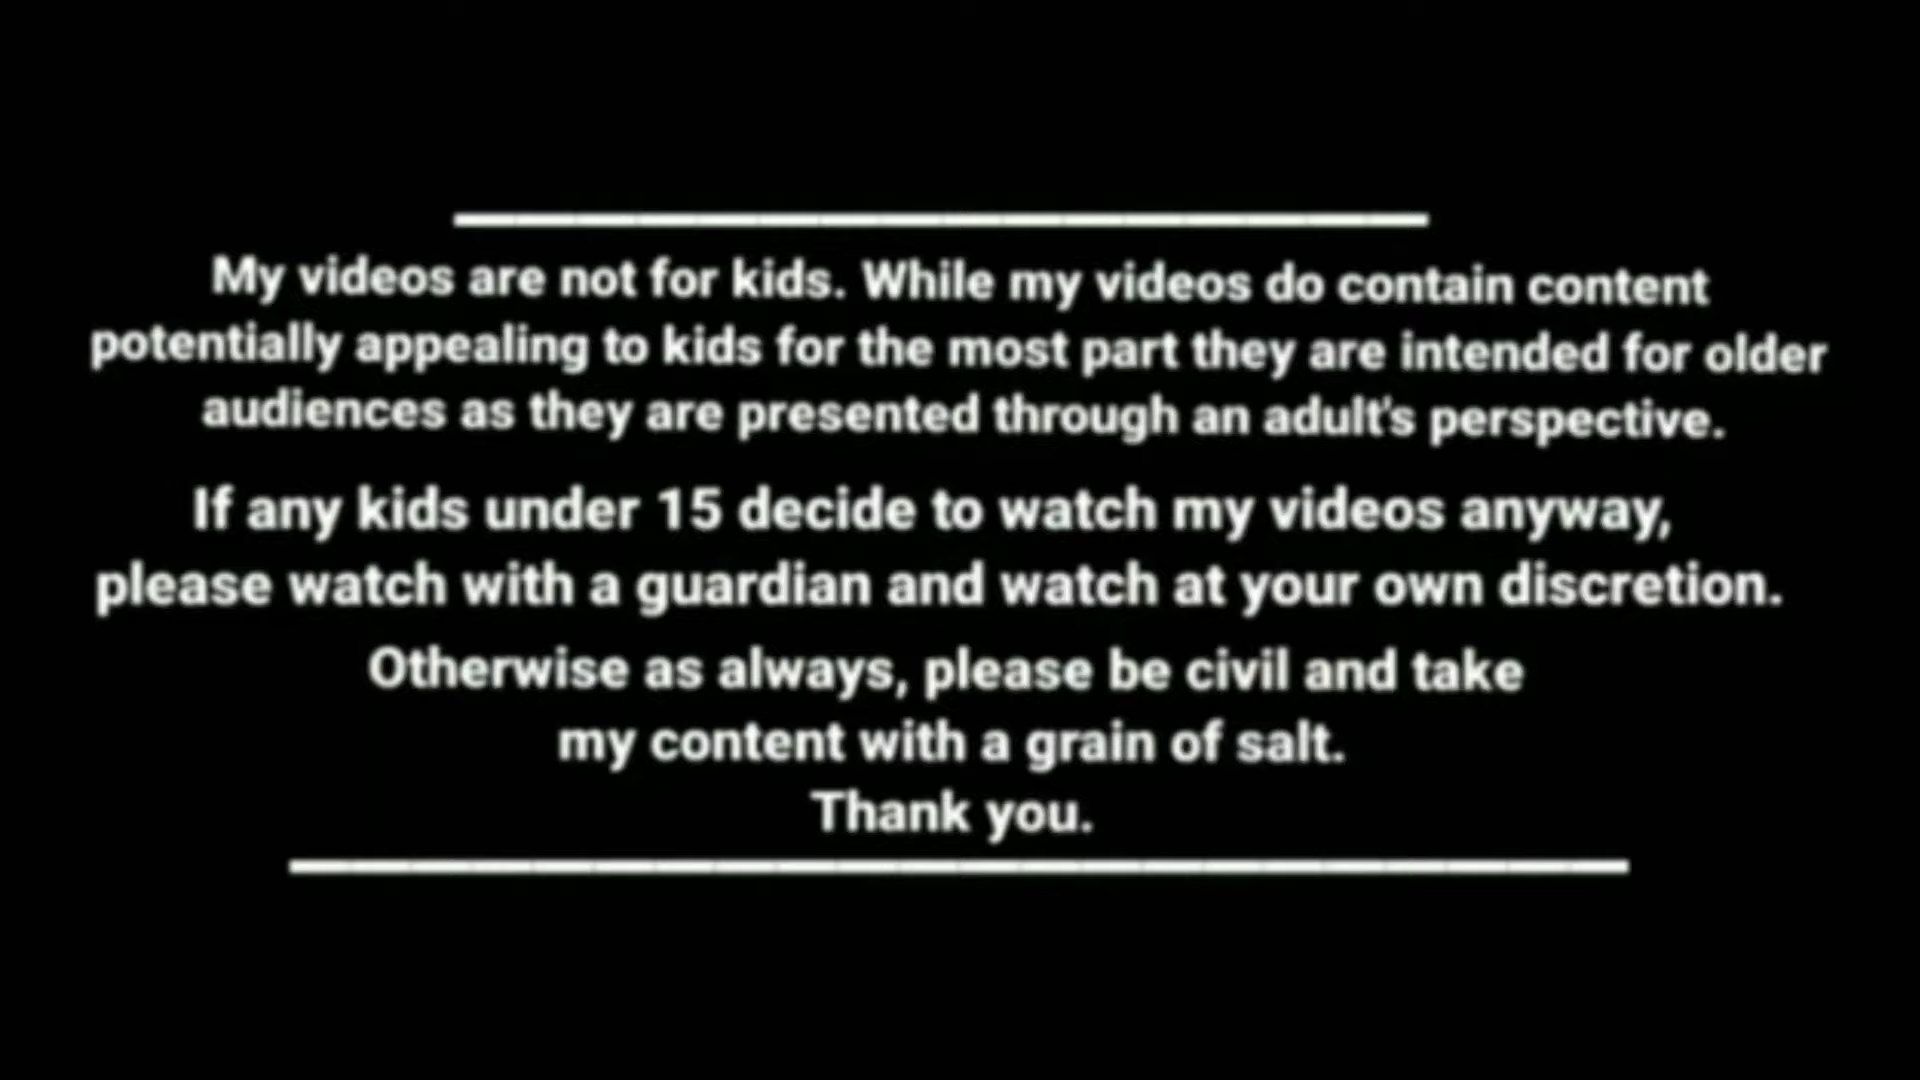 My videos are not for kids. While my videos do contain content
potentially appealing to kids for the most part they are intended for older
audiences as they are presented through an adult's perspective.
If any kids under 15 decide to watch my videos anyway,
please watch with a guardian and watch at your own discretion.
Otherwise as always, please be civil and take
my content with a grain of salt.
Thank you.